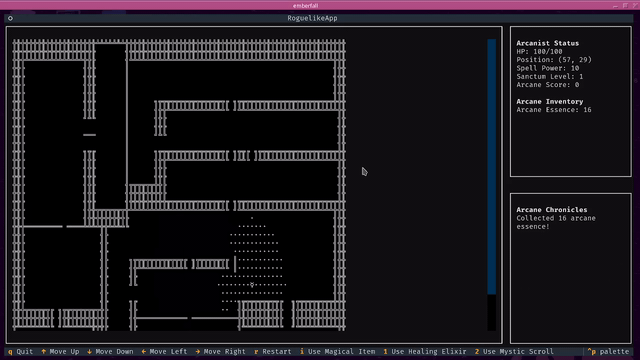 emberfall
RoguelikeApp
Arcanist Status
HP: 100/100
Position: (57, 29)
Spell Power: 10
Sanctum Level: 1
Arcane Score: 0
Arcane Inventory
Arcane Essence: 16
Arcane Chronicles
Collected 16 arcane
essence!
q Quit ↑ Move Up ↓ Move Down ← Move Left → Move Right r Restart i Use Magical Item 1 Use Healing Elixir 2 Use Mystic Scroll ^p palette